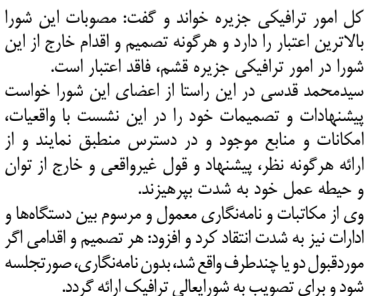 کل امور ترافیکی جزیره خواند و گفت: مصوبات این شورا
بالاترین اعتبار را دارد و هرگونه تصمیم و اقدام خارج از این
شورا در امور ترافیکی جزیره قشم، فاقد اعتبار است.
سیدمحمد قدسی در این راستا از اعضای این شورا خواست
پیشنهادات و تصمیمات خود را در این نشست با واقعیات،
امکانات و منابع موجود و در دسترس منطبق نمایند و از
ارائه هرگونه نظر، پیشنهاد و قول غیرواقعی و خارج از توان
و حیطه عمل خود به شدت بپرهیزند.
وی از مکاتبات و نامه‌نگاری معمول و مرسوم بین دستگاه‌ها و
ادارات نیز به شدت انتقاد کرد و افزود: هر تصمیم و اقدامی اگر
موردقبول دو یا چندطرف واقع شد، بدون نامه‌نگاری، صورتجلسه
شود و برای تصویب به شورایعالی ترافیک ارائه گردد.